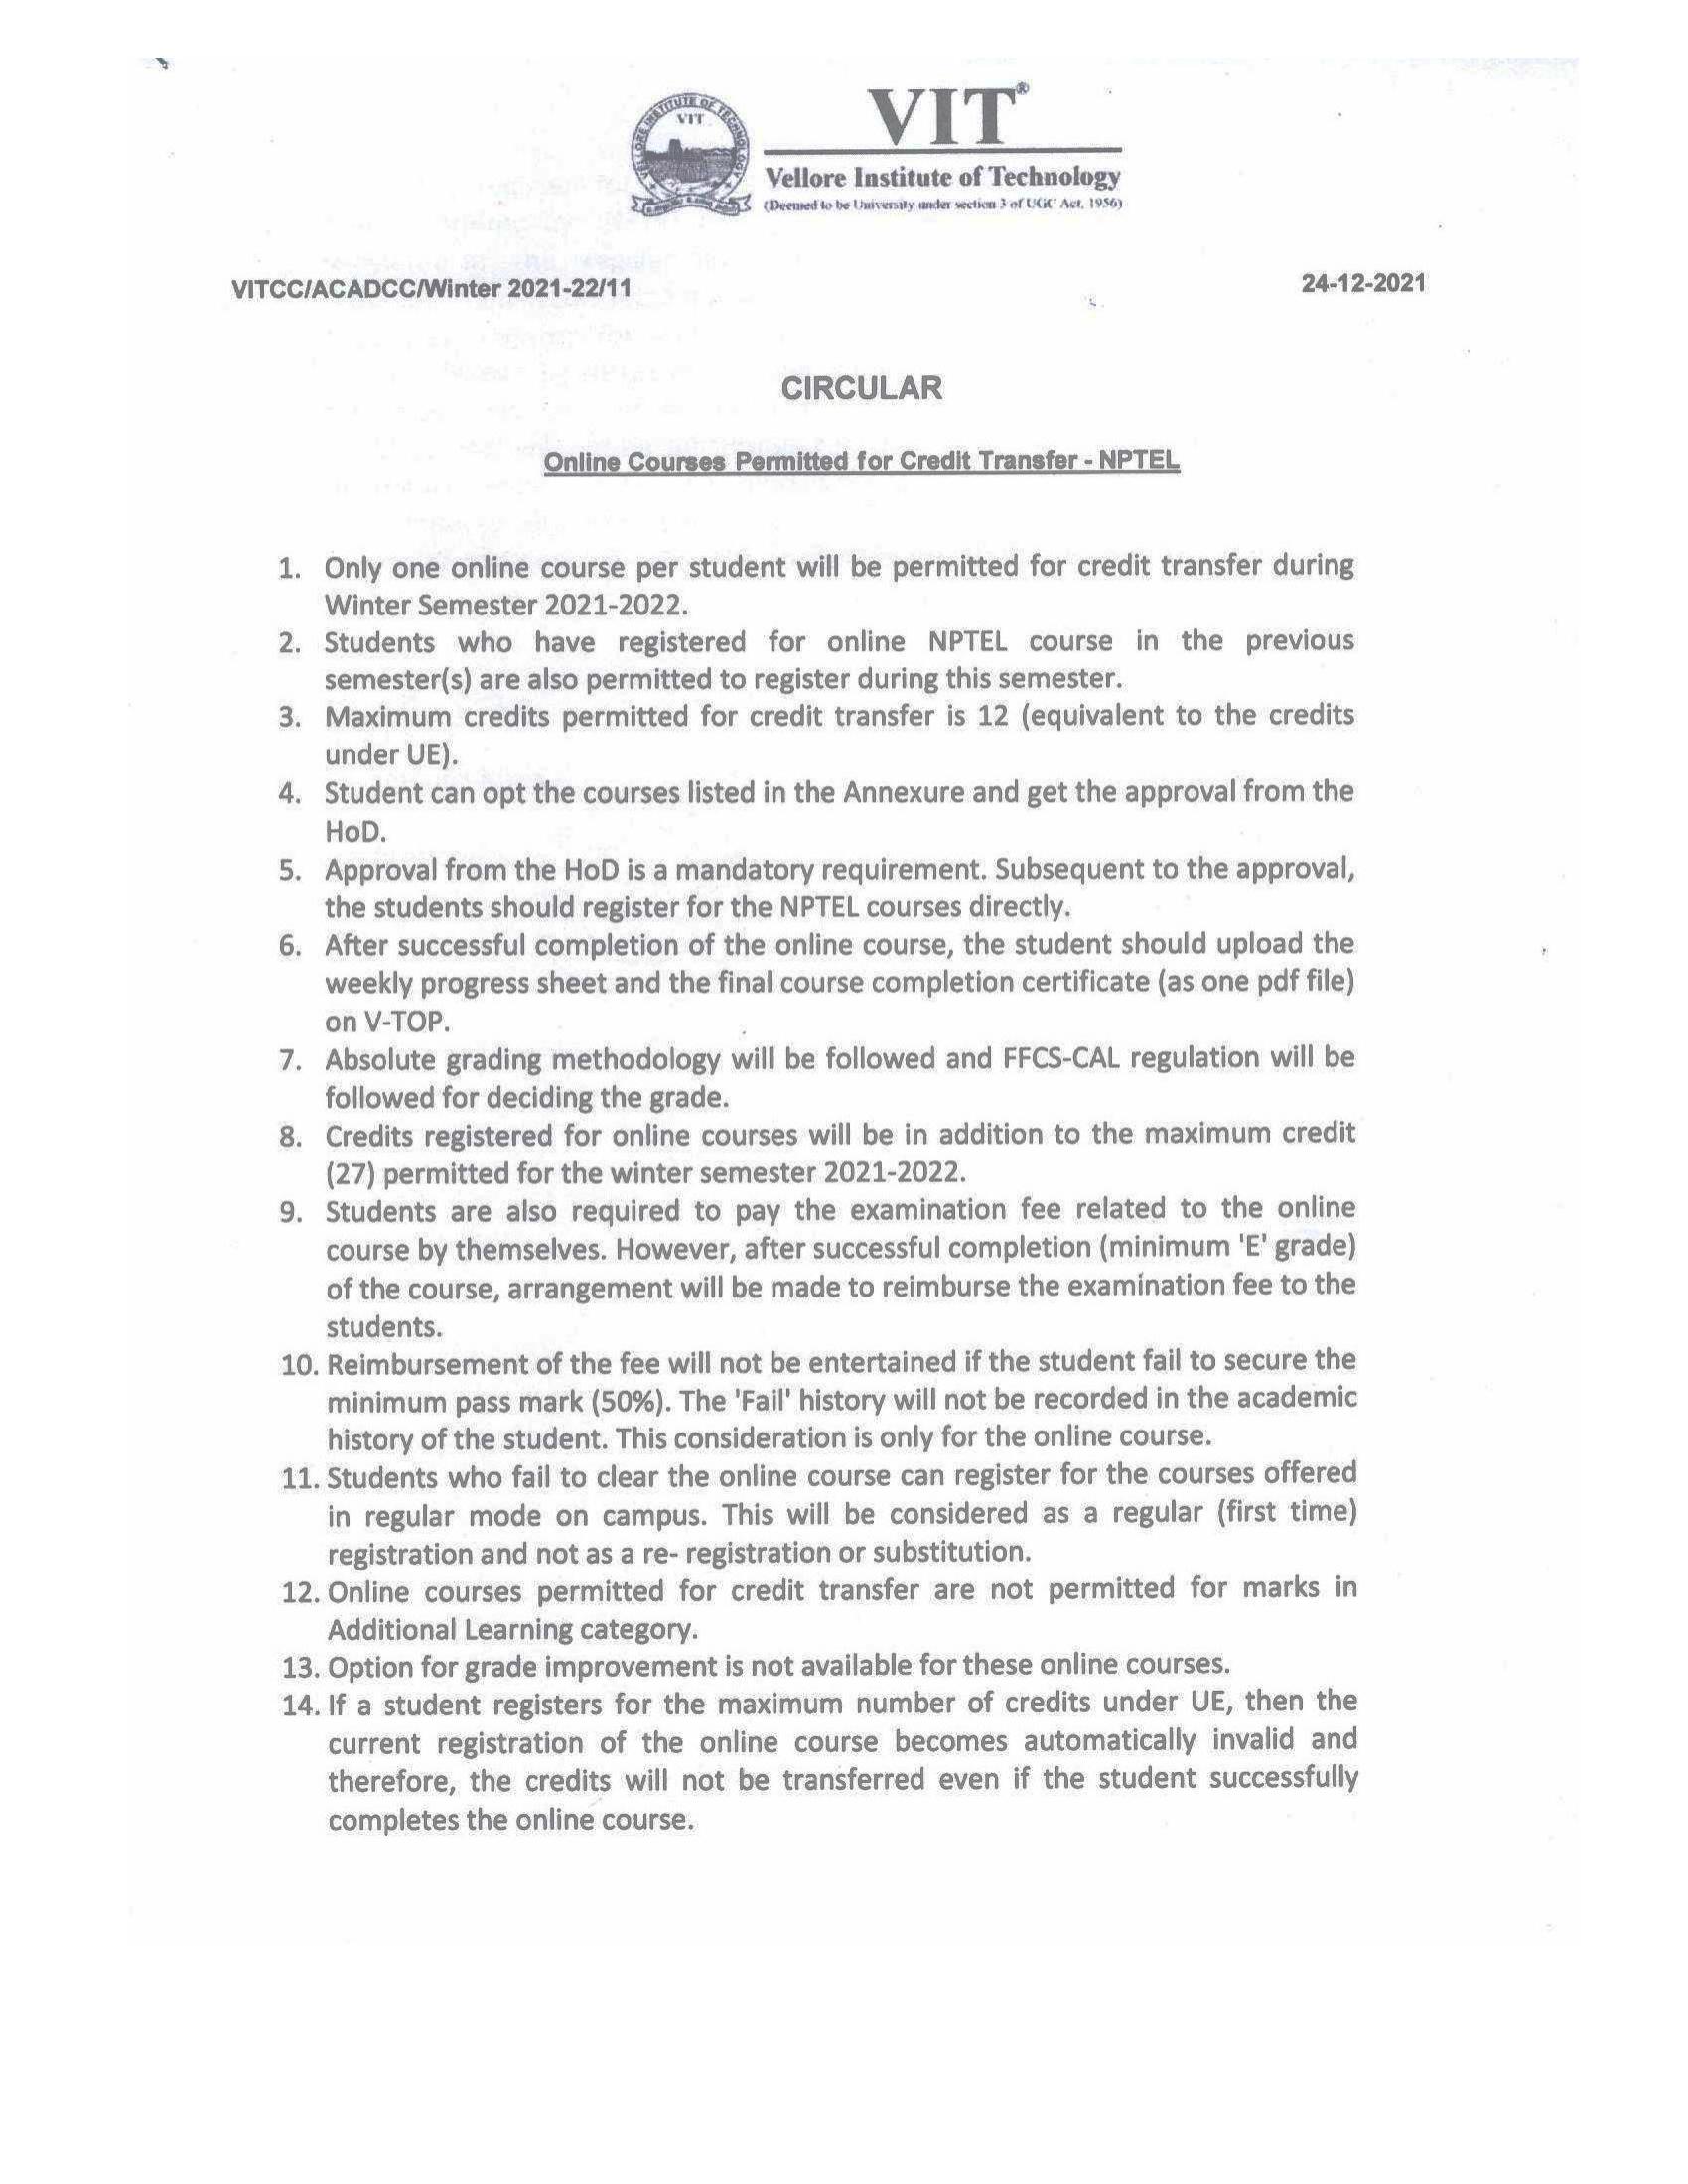 VELLORE INSTITUTE OF TECHNOLOGY
VIT
VIT®
Vellore Institute of Technology
(Deemed to be University under section 3 of UGC Act, 1956)
VITCC/ACADCC/Winter 2021-22/11
24-12-2021
CIRCULAR
Online Courses Permitted for Credit Transfer - NPTEL
1. Only one online course per student will be permitted for credit transfer during
Winter Semester 2021-2022.
2. Students who have registered for online NPTEL course in the previous
semester(s) are also permitted to register during this semester.
3. Maximum credits permitted for credit transfer is 12 (equivalent to the credits
under UE).
4. Student can opt the courses listed in the Annexure and get the approval from the
HoD.
5. Approval from the HoD is a mandatory requirement. Subsequent to the approval,
the students should register for the NPTEL courses directly.
6. After successful completion of the online course, the student should upload the
weekly progress sheet and the final course completion certificate (as one pdf file)
on V-TOP.
7. Absolute grading methodology will be followed and FFCS-CAL regulation will be
followed for deciding the grade.
8. Credits registered for online courses will be in addition to the maximum credit
(27) permitted for the winter semester 2021-2022.
9. Students are also required to pay the examination fee related to the online
course by themselves. However, after successful completion (minimum 'E' grade)
of the course, arrangement will be made to reimburse the examination fee to the
students.
10. Reimbursement of the fee will not be entertained if the student fail to secure the
minimum pass mark (50%). The 'Fail' history will not be recorded in the academic
history of the student. This consideration is only for the online course.
11. Students who fail to clear the online course can register for the courses offered
in regular mode on campus. This will be considered as a regular (first time)
registration and not as a re- registration or substitution.
12. Online courses permitted for credit transfer are not permitted for marks in
Additional Learning category.
13. Option for grade improvement is not available for these online courses.
14. If a student registers for the maximum number of credits under UE, then the
current registration of the online course becomes automatically invalid and
therefore, the credits will not be transferred even if the student successfully
completes the online course.